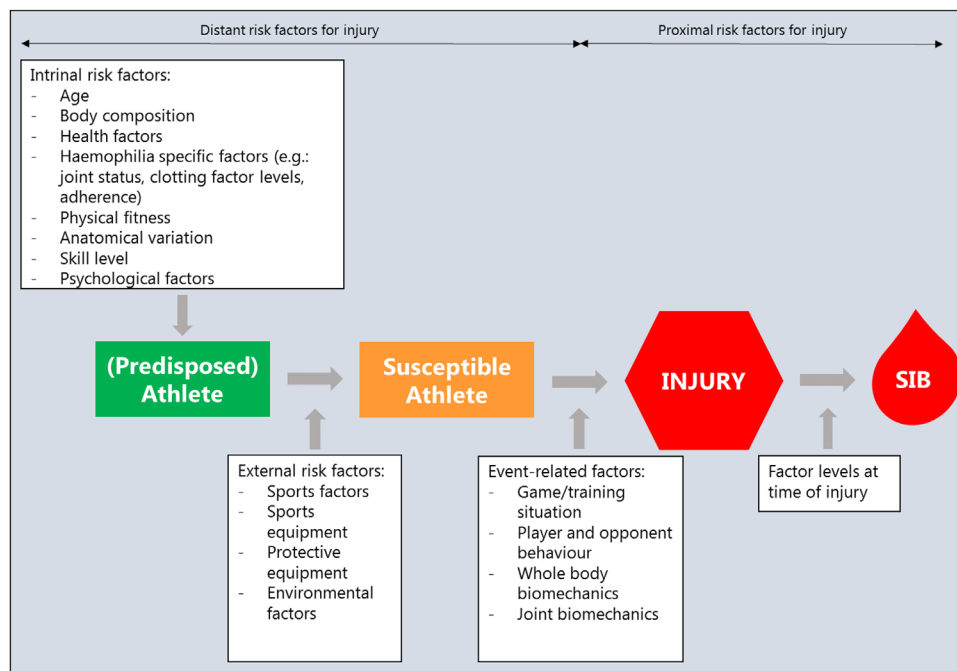 Distant risk factors for injury
Proximal risk factors for injury
Intrinal risk factors:
- Age
- Body composition
- Health factors
- Haemophilia specific factors (e.g.:
joint status, clotting factor levels,
adherence)
- Physical fitness
- Anatomical variation
- Skill level
- Psychological factors
(Predisposed)
Athlete
Susceptible
Athlete
INJURY
SIB
External risk factors:
- Sports factors
- Sports
equipment
- Protective
equipment
- Environmental
factors
Event-related factors:
- Game/training
situation
- Player and opponent
behaviour
- Whole body
biomechanics
- Joint biomechanics
Factor levels at
time of injury